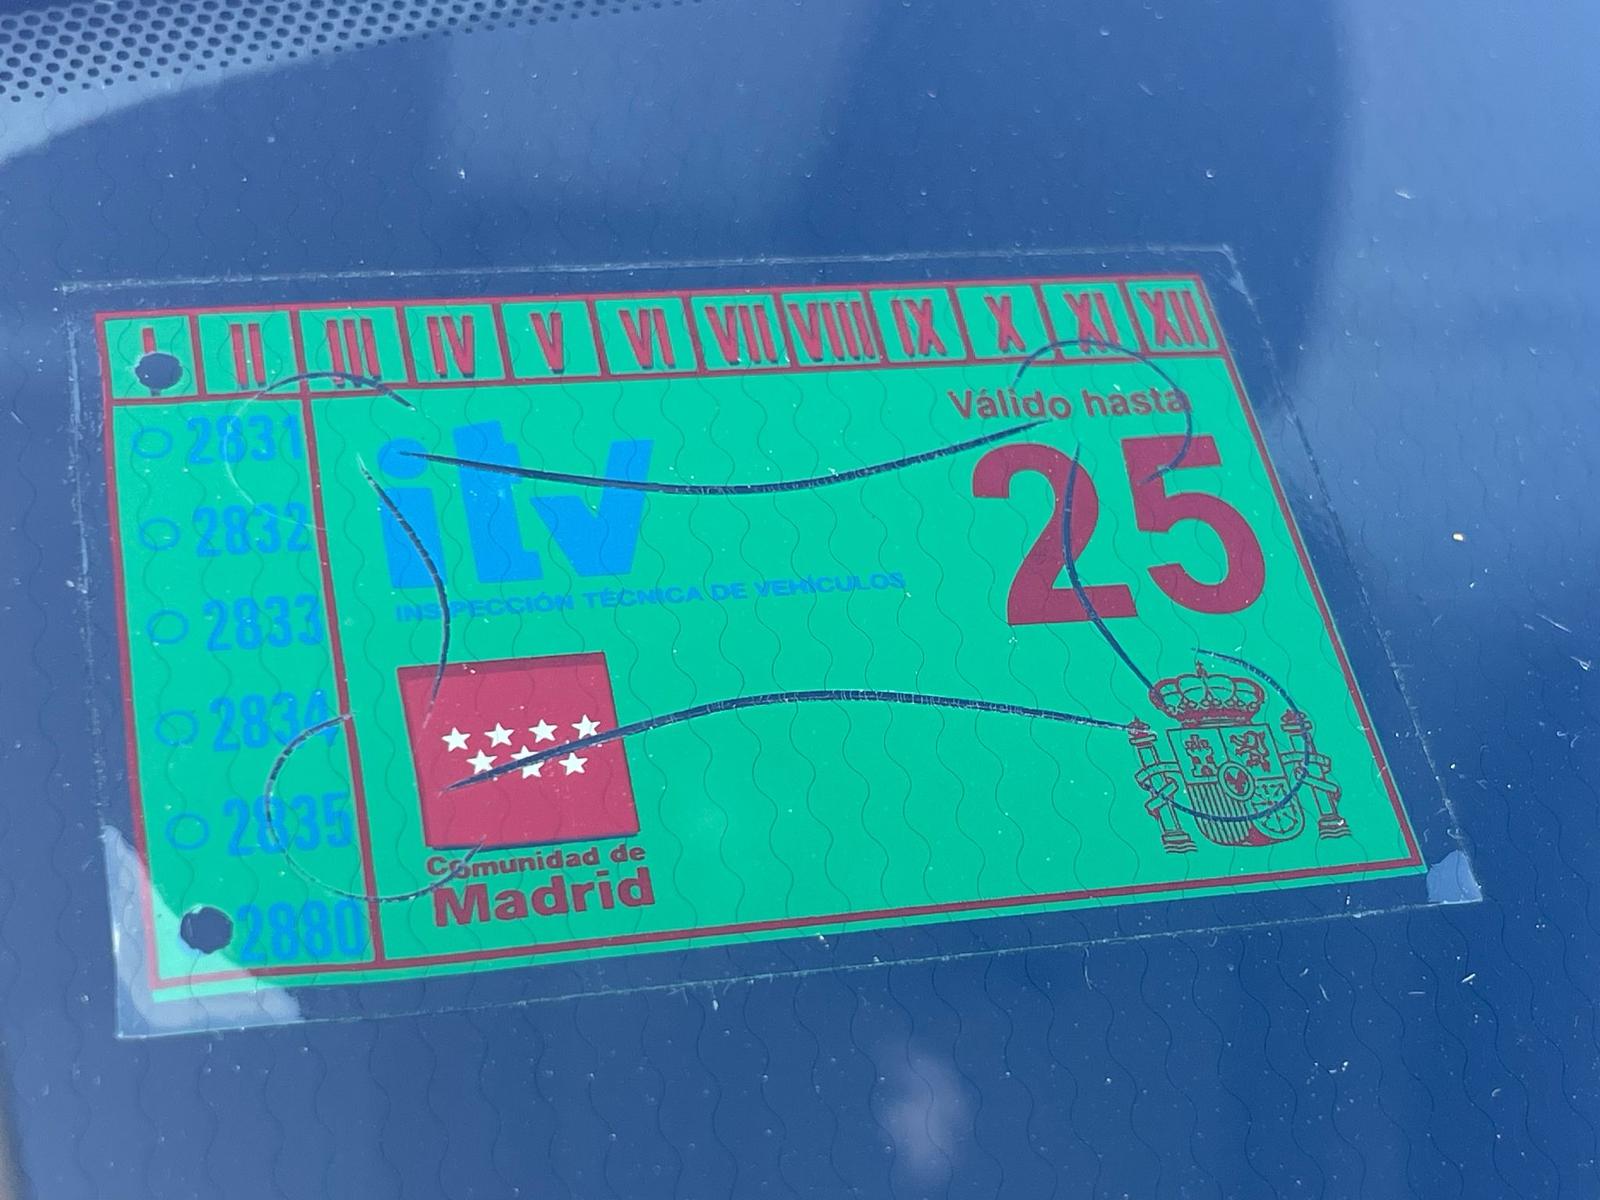 I II III IV V VI VII VIII IX X XI XII
Válido hasta
25
itv
INSPECCIÓN TÉCNICA DE VEHÍCULOS
2831
2832
2833
2834
2835
2880
Comunidad de
Madrid